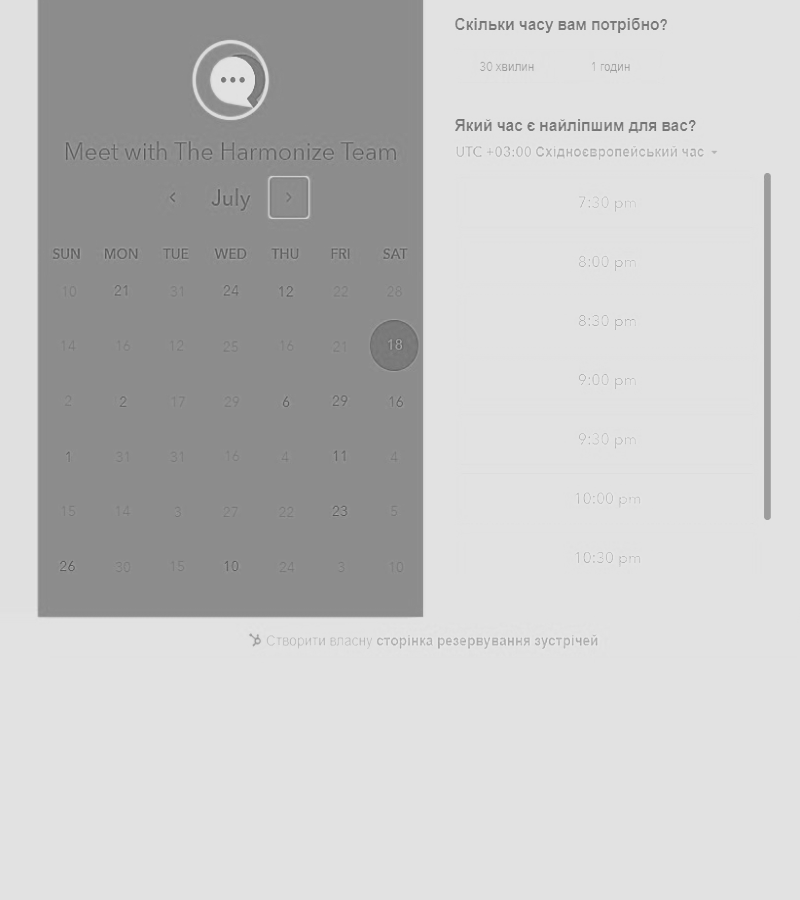 Meet with The Harmonize Team
July
SUN MON TUE WED THU FRI SAT
10 21 31 24 12 22 28
14 16 12 25 16 21 18
2 2 17 29 6 29 16
1 31 31 16 4 11 4
15 14 3 27 22 23 5
26 30 15 10 24 3 10
Скільки часу вам потрібно?
30 хвилин 1 годин
Який час є найліпшим для вас?
UTC +03:00 Східноєвропейський час
7:30 pm
8:00 pm
8:30 pm
9:00 pm
9:30 pm
10:00 pm
10:30 pm
Створити власну сторінка резервування зустрічей